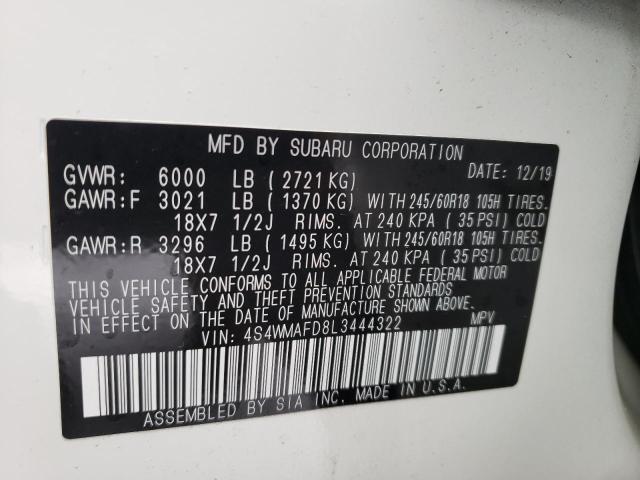 MFD BY SUBARU CORPORATION
GVWR: 6000 LB ( 2721 KG) DATE: 12/19
GAWR:F 3021 LB ( 1370 KG) WITH 245/60R18 105H TIRES.
18X7 1/2J RIMS. AT 240 KPA ( 35 PSI) COLD
GAWR:R 3296 LB ( 1495 KG) WITH 245/60R18 105H TIRES.
18X7 1/2J RIMS. AT 240 KPA ( 35 PSI) COLD
THIS VEHICLE CONFORMS TO ALL APPLICABLE FEDERAL MOTOR
VEHICLE SAFETY AND THEFT PREVENTION STANDARDS
IN EFFECT ON THE DATE OF MANUFACTURE SHOWN ABOVE.
VIN: 4S4WMAFD8L3444322 MPV
ASSEMBLED BY SIA INC. MADE IN U.S.A.